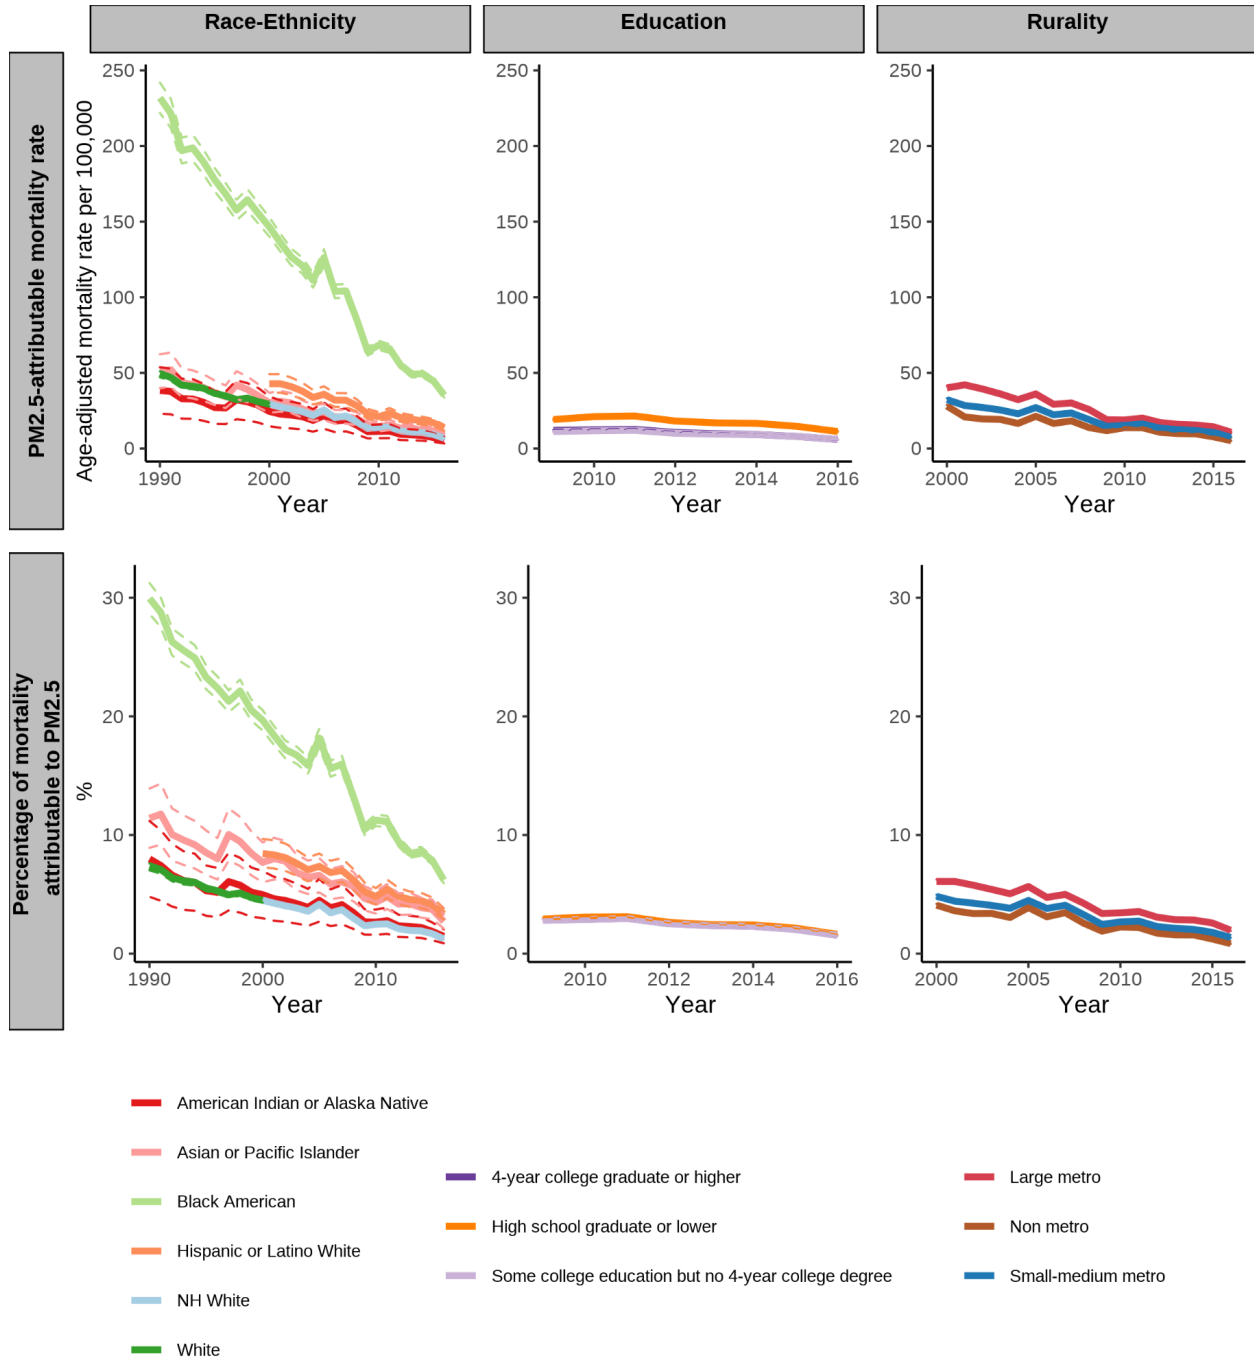 Race-Ethnicity
Education
Rurality
PM2.5-attributable mortality rate
Age-adjusted mortality rate per 100,000
250
200
150
100
50
0
1990
2000
2010
Year
250
200
150
100
50
0
2010
2012
2014
2016
Year
250
200
150
100
50
0
2000
2005
2010
2015
Year
Percentage of mortality
attributable to PM2.5
%
30
20
10
0
1990
2000
2010
Year
30
20
10
0
2010
2012
2014
2016
Year
30
20
10
0
2000
2005
2010
2015
Year
American Indian or Alaska Native
Asian or Pacific Islander
Black American
Hispanic or Latino White
NH White
White
4-year college graduate or higher
High school graduate or lower
Some college education but no 4-year college degree
Large metro
Non metro
Small-medium metro